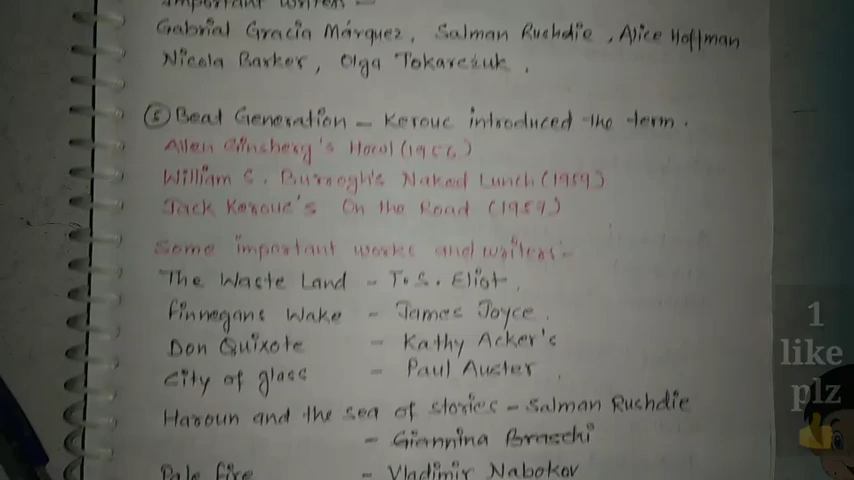 Important writers -
Gabrial Gracia Márquez, Salman Rushdie, Alice Hoffman
Nicola Barker, Olga Tokarczuk.
⑤ Beat Generation - Kerouc introduced the term.
Allen Ginsberg's Howl (1956)
William S. Burrogh's Naked Lunch (1959)
Jack Kerouc's On the Road (1957)
Some important works and writers:-
The Waste Land - T.S. Eliot.
Finnegans Wake - James Joyce.
Don Quixote - Kathy Acker's
City of glass - Paul Auster.
Haroun and the sea of stories - Salman Rushdie
- Giannina Braschi
Pale fire - Vladimir Nabokov
1
like
plz